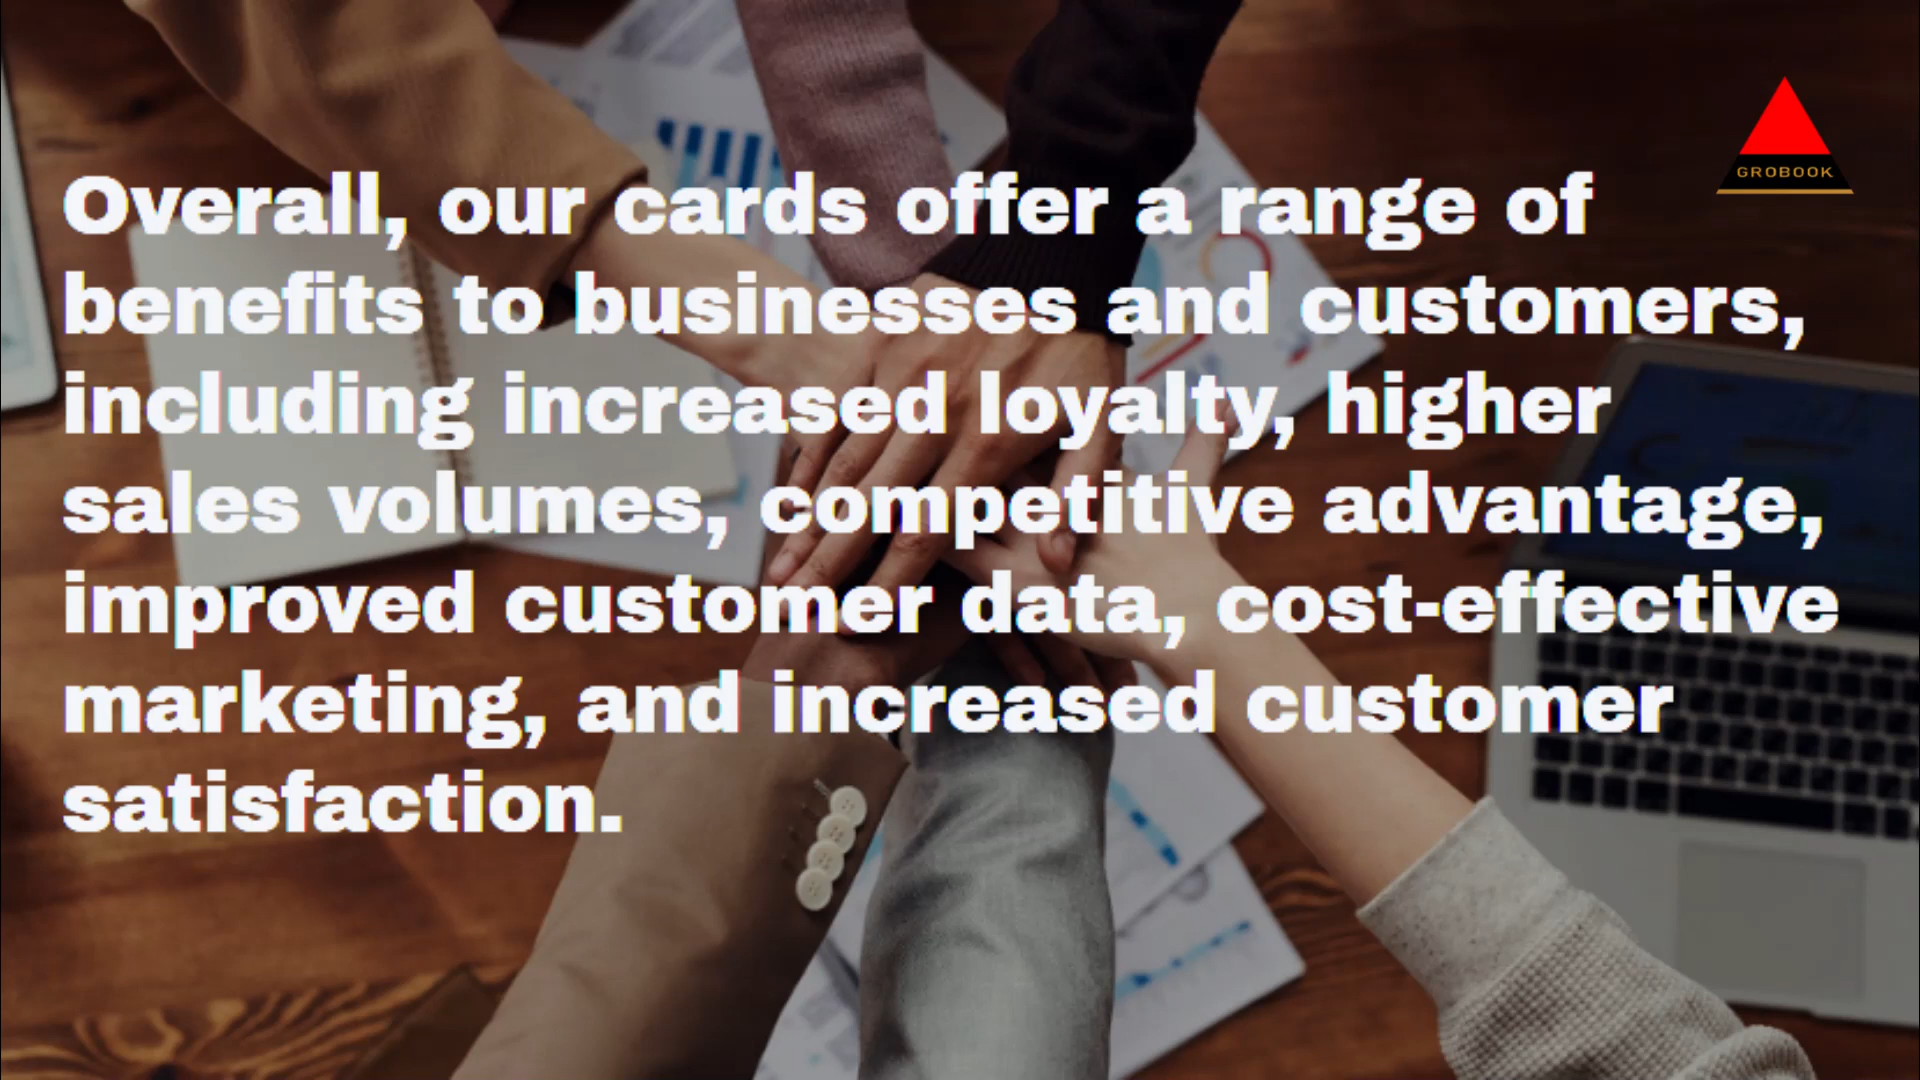 GROBOOK
Overall, our cards offer a range of
benefits to businesses and customers,
including increased loyalty, higher
sales volumes, competitive advantage,
improved customer data, cost-effective
marketing, and increased customer
satisfaction.